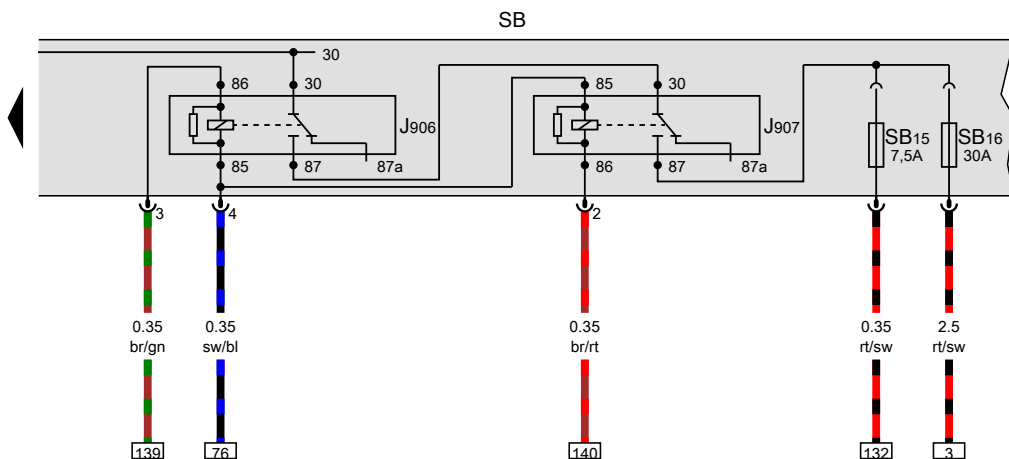 SB
30
86 30 85 30
J906 J907 SB15 SB16
7,5A 30A
85 87 87a 86 87 87a
3 4 2
0.35 0.35 0.35 0.35 2.5
br/gn sw/bl br/rt rt/sw rt/sw
139 76 140 132 3